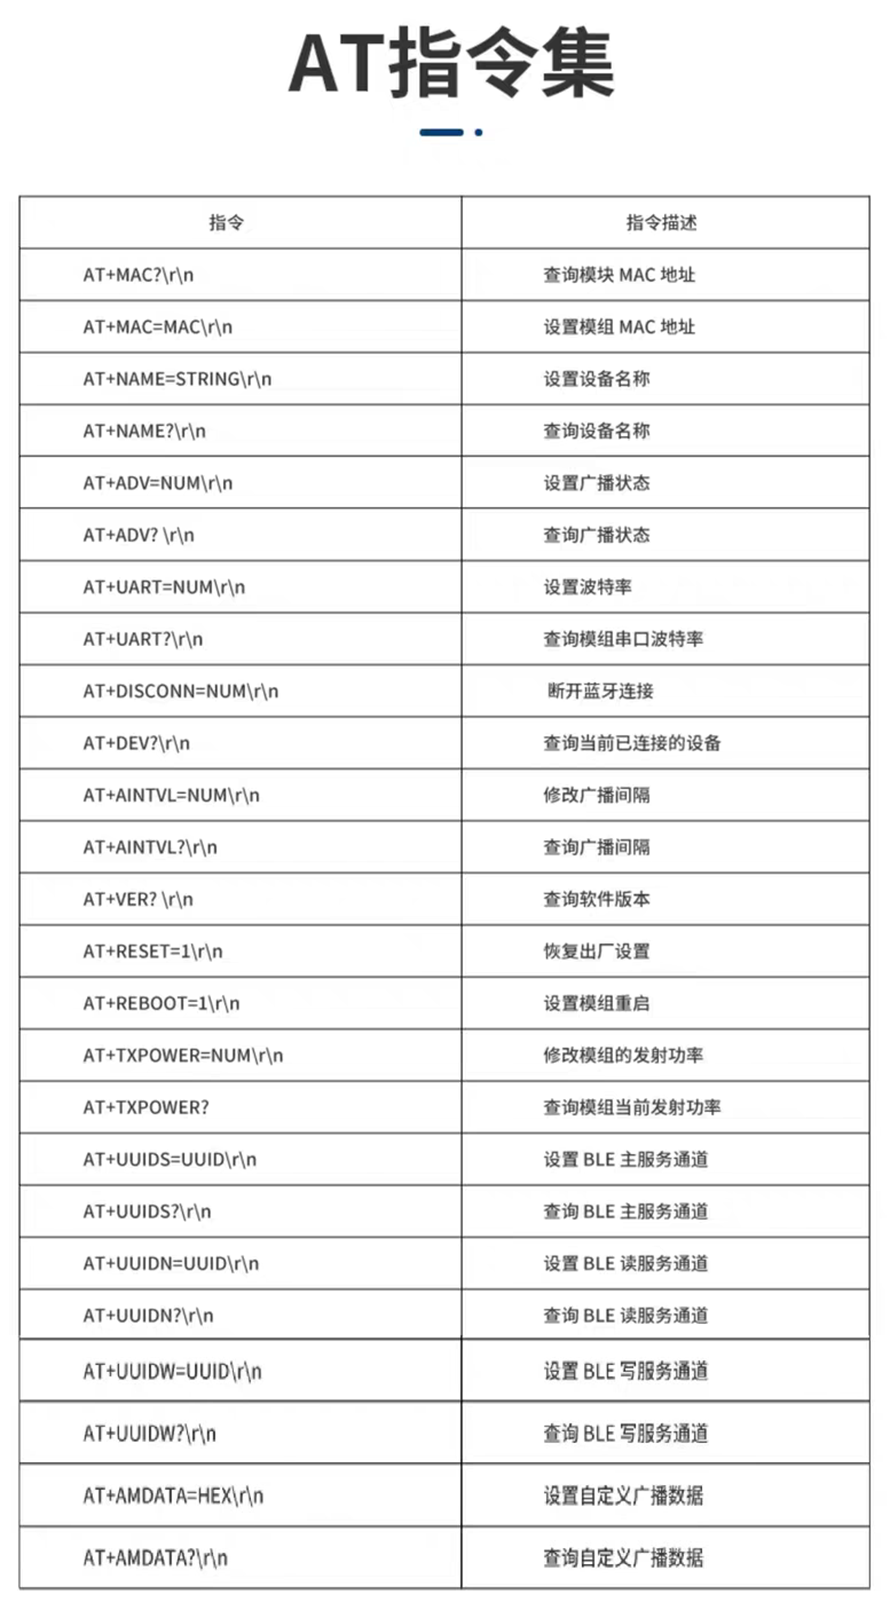 AT指令集
指令 指令描述
AT+MAC?\r\n 查询模块 MAC 地址
AT+MAC=MAC\r\n 设置模组 MAC 地址
AT+NAME=STRING\r\n 设置设备名称
AT+NAME?\r\n 查询设备名称
AT+ADV=NUM\r\n 设置广播状态
AT+ADV? \r\n 查询广播状态
AT+UART=NUM\r\n 设置波特率
AT+UART?\r\n 查询模组串口波特率
AT+DISCONN=NUM\r\n 断开蓝牙连接
AT+DEV?\r\n 查询当前已连接的设备
AT+AINTVL=NUM\r\n 修改广播间隔
AT+AINTVL?\r\n 查询广播间隔
AT+VER? \r\n 查询软件版本
AT+RESET=1\r\n 恢复出厂设置
AT+REBOOT=1\r\n 设置模组重启
AT+TXPOWER=NUM\r\n 修改模组的发射功率
AT+TXPOWER? 查询模组当前发射功率
AT+UUIDS=UUID\r\n 设置 BLE 主服务通道
AT+UUIDS?\r\n 查询 BLE 主服务通道
AT+UUIDN=UUID\r\n 设置 BLE 读服务通道
AT+UUIDN?\r\n 查询 BLE 读服务通道
AT+UUIDW=UUID\r\n 设置 BLE 写服务通道
AT+UUIDW?\r\n 查询 BLE 写服务通道
AT+AMDATA=HEX\r\n 设置自定义广播数据
AT+AMDATA?\r\n 查询自定义广播数据